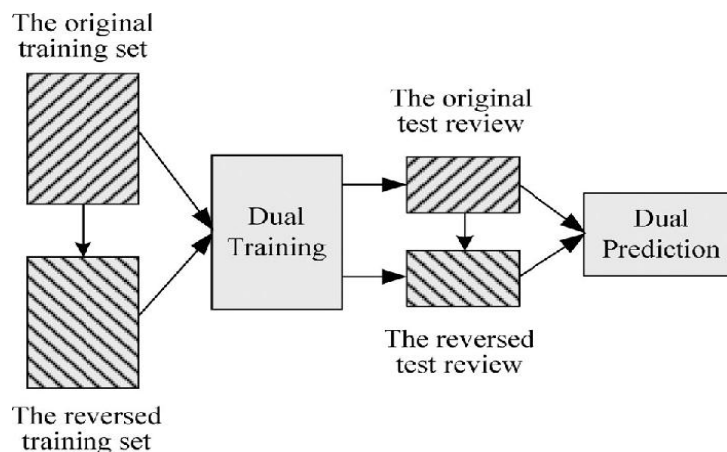 The original
training set
The original
test review
Dual
Training
Dual
Prediction
The reversed
test review
The reversed
training set